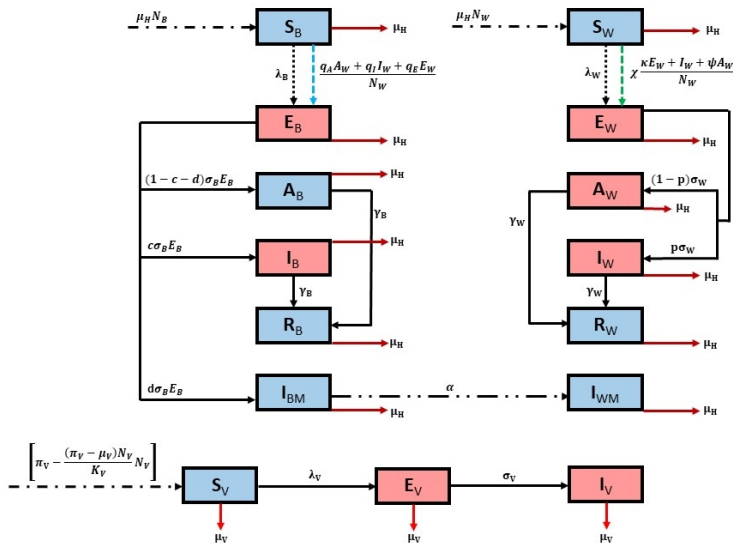 μ_H N_B S_B μ_H μ_H N_W S_W μ_H
λ_B \frac{q_A A_W + q_I I_W + q_E E_W}{N_W} λ_W χ \frac{κE_W + I_W + ψA_W}{N_W}
E_B μ_H E_W μ_H
(1 − c − d)σ_B E_B A_B μ_H γ_B γ_W A_W (1 − p)σ_W μ_H
cσ_B E_B I_B μ_H I_W pσ_W μ_H
γ_B γ_W
R_B μ_H R_W μ_H
dσ_B E_B I_BM μ_H α I_WM μ_H
[π_V − \frac{(π_V − μ_V)N_V}{K_V} N_V]
S_V λ_V E_V σ_V I_V
μ_V μ_V μ_V